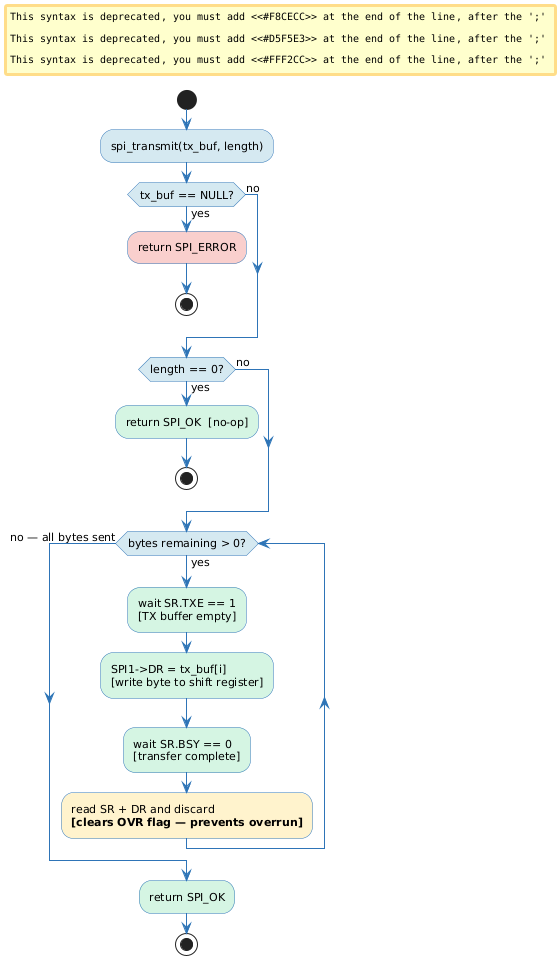 This syntax is deprecated, you must add <<#F8CECC>> at the end of the line, after the ';'
This syntax is deprecated, you must add <<#D5F5E3>> at the end of the line, after the ';'
This syntax is deprecated, you must add <<#FFF2CC>> at the end of the line, after the ';'
spi_transmit(tx_buf, length)
tx_buf == NULL?
no
yes
return SPI_ERROR
length == 0?
no
yes
return SPI_OK  [no-op]
no — all bytes sent
bytes remaining > 0?
yes
wait SR.TXE == 1
[TX buffer empty]
SPI1->DR = tx_buf[i]
[write byte to shift register]
wait SR.BSY == 0
[transfer complete]
read SR + DR and discard
[clears OVR flag — prevents overrun]
return SPI_OK